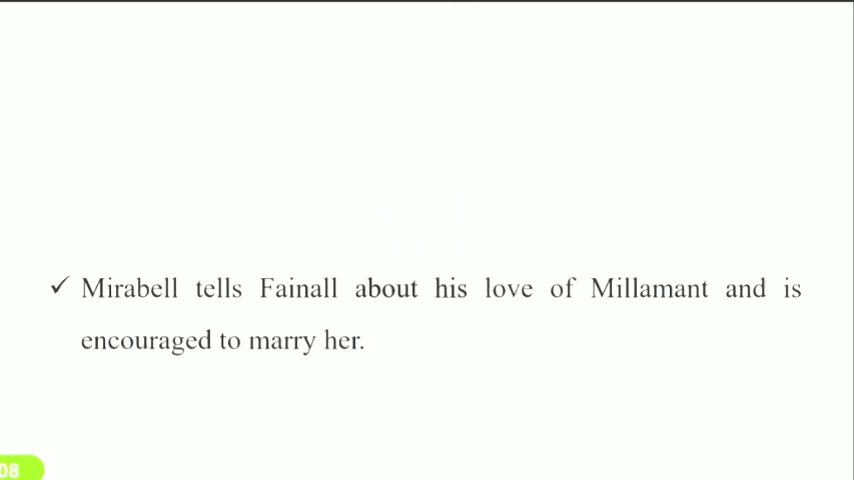 ✓ Mirabell tells Fainall about his love of Millamant and is
encouraged to marry her.
08